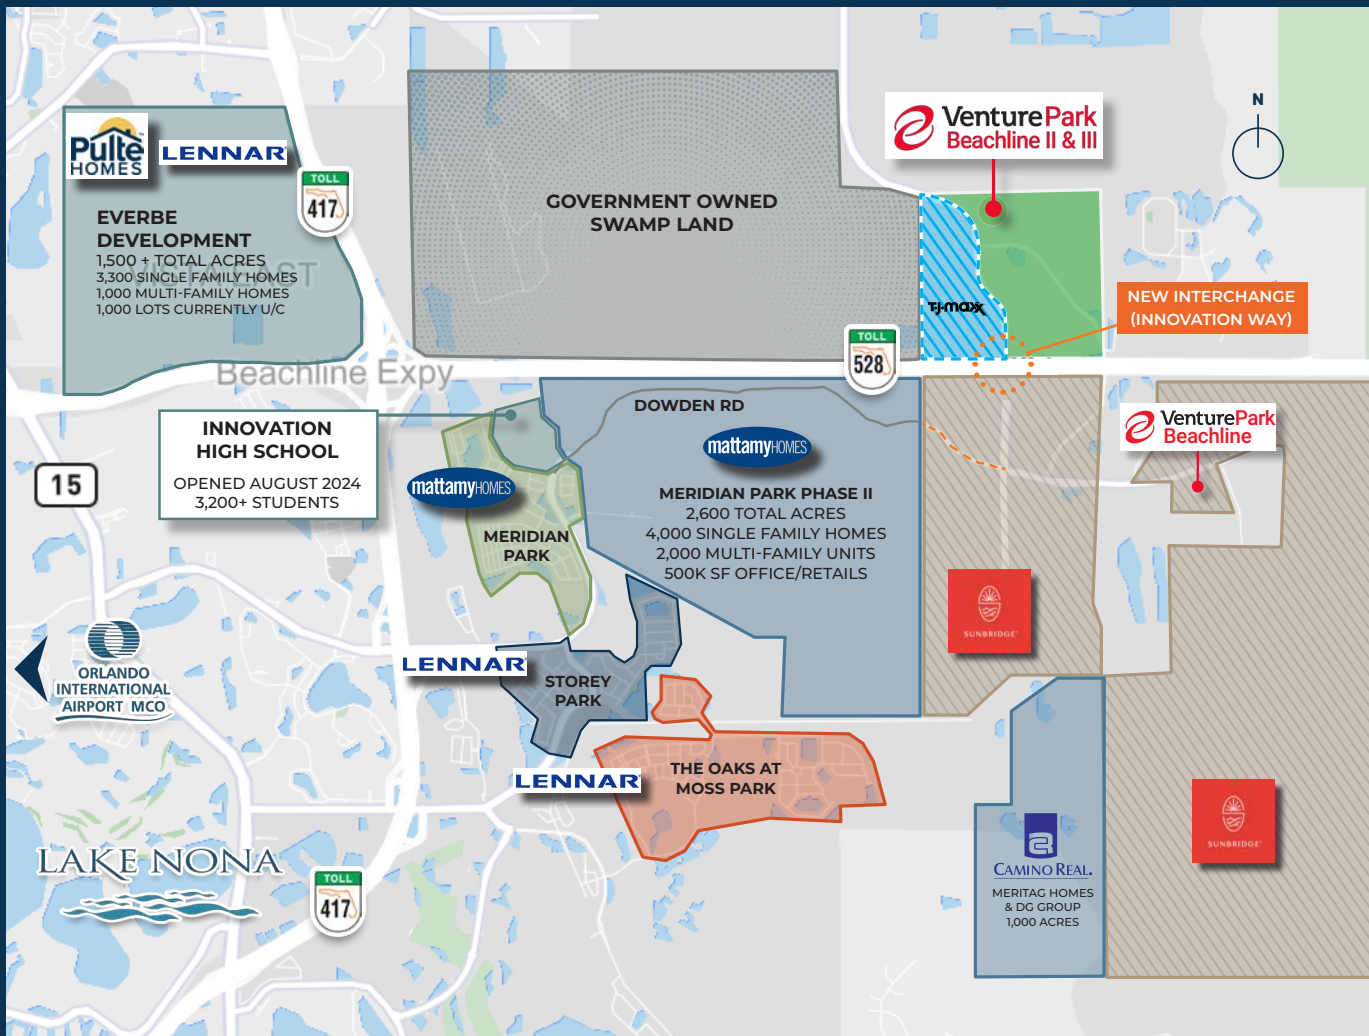 VenturePark
Beachline II & III
N
Pulte
HOMES
LENNAR
TOLL
417
EVERBE
DEVELOPMENT
1,500 + TOTAL ACRES
3,300 SINGLE FAMILY HOMES
1,000 MULTI-FAMILY HOMES
1,000 LOTS CURRENTLY U/C
VISTA EAST
GOVERNMENT OWNED
SWAMP LAND
T•J•maxx
NEW INTERCHANGE
(INNOVATION WAY)
TOLL
528
Beachline Expy
INNOVATION
HIGH SCHOOL
OPENED AUGUST 2024
3,200+ STUDENTS
DOWDEN RD
mattamyHOMES
MERIDIAN PARK PHASE II
2,600 TOTAL ACRES
4,000 SINGLE FAMILY HOMES
2,000 MULTI-FAMILY UNITS
500K SF OFFICE/RETAILS
VenturePark
Beachline
15
mattamyHOMES
MERIDIAN
PARK
SUNBRIDGE
ORLANDO
INTERNATIONAL
AIRPORT MCO
LENNAR
STOREY
PARK
LENNAR
THE OAKS AT
MOSS PARK
SUNBRIDGE
CAMINO REAL.
MERITAG HOMES
& DG GROUP
1,000 ACRES
LAKE NONA
TOLL
417